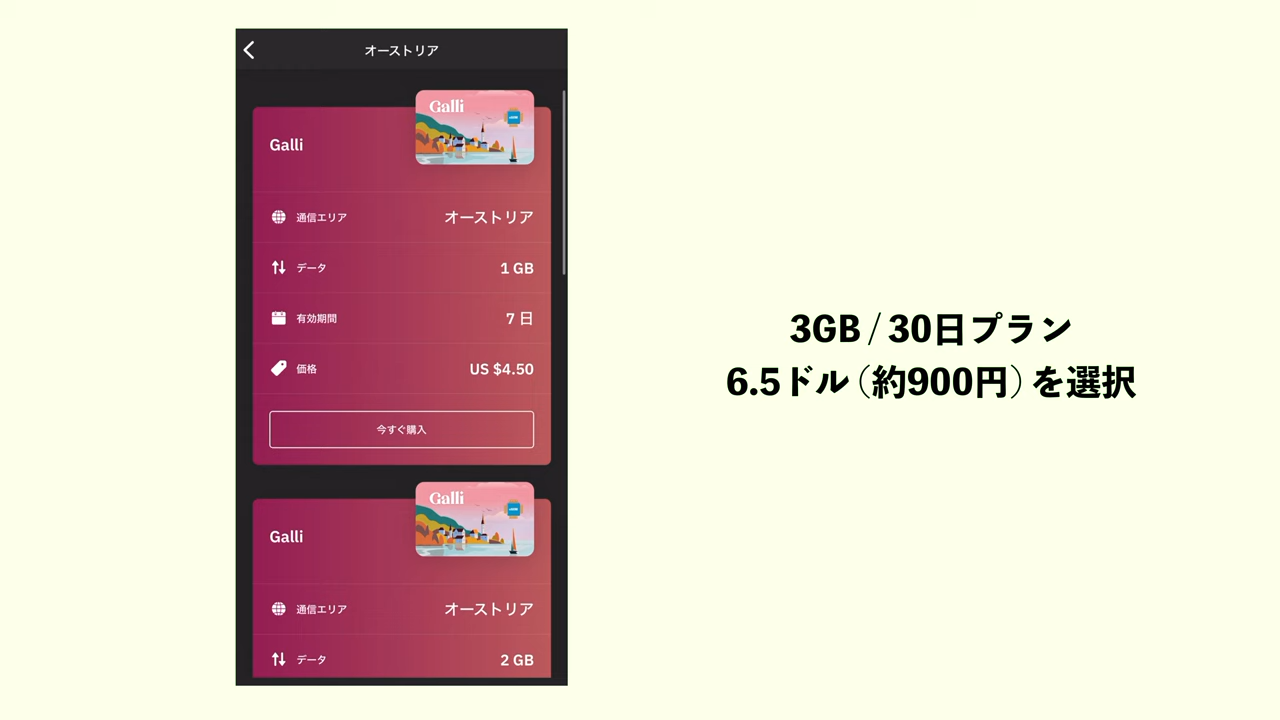 オーストリア
Galli
Galli
通信エリア オーストリア
データ 1 GB
有効期間 7 日
価格 US $4.50
今すぐ購入
Galli
Galli
通信エリア オーストリア
データ 2 GB
3GB / 30日プラン
6.5ドル（約900円）を選択